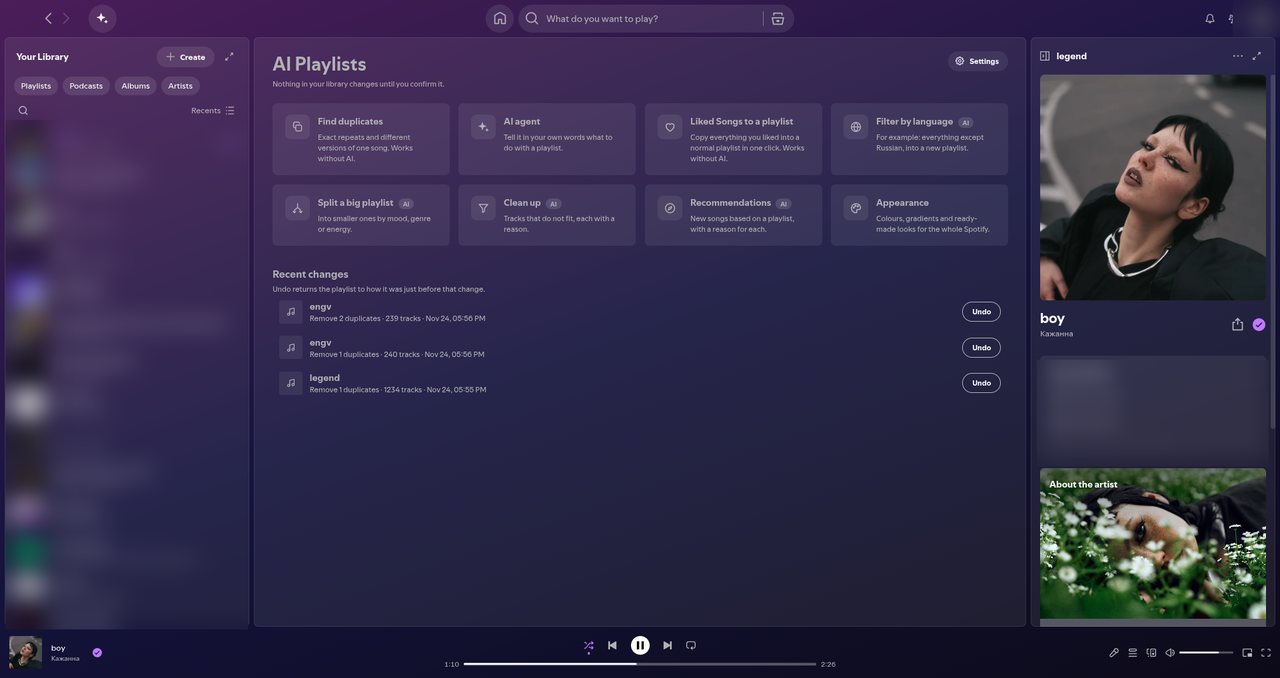 What do you want to play?
Your Library
Create
Playlists
Podcasts
Albums
Artists
Recents
AI Playlists
Settings
Nothing in your library changes until you confirm it.
Find duplicates
Exact repeats and different
versions of one song. Works
without AI.
AI agent
Tell it in your own words what to
do with a playlist.
Liked Songs to a playlist
Copy everything you liked into a
normal playlist in one click. Works
without AI.
Filter by language AI
For example: everything except
Russian, into a new playlist.
Split a big playlist AI
Into smaller ones by mood, genre
or energy.
Clean up AI
Tracks that do not fit, each with a
reason.
Recommendations AI
New songs based on a playlist,
with a reason for each.
Appearance
Colours, gradients and ready-
made looks for the whole Spotify.
Recent changes
Undo returns the playlist to how it was just before that change.
engv
Remove 2 duplicates · 239 tracks · Nov 24, 05:56 PM
Undo
engv
Remove 1 duplicates · 240 tracks · Nov 24, 05:56 PM
Undo
legend
Remove 1 duplicates · 1234 tracks · Nov 24, 05:55 PM
Undo
legend
boy
Кажанна
About the artist
boy
Кажанна
1:10
2:26